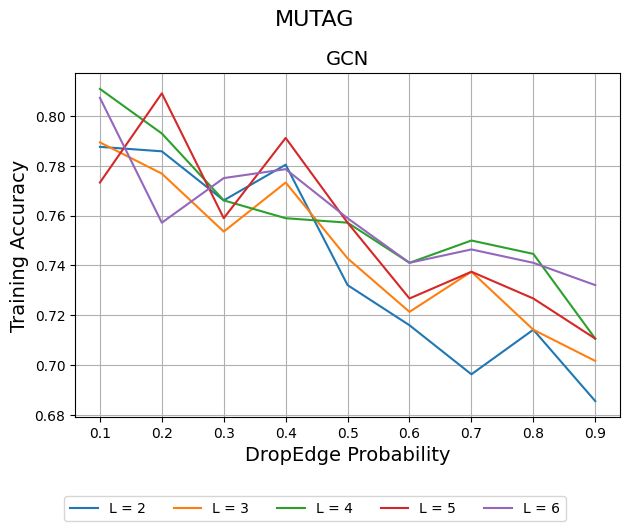 MUTAG
GCN
0.80
0.78
0.76
0.74
0.72
0.70
0.68
Training Accuracy
0.1 0.2 0.3 0.4 0.5 0.6 0.7 0.8 0.9
DropEdge Probability
L = 2 L = 3 L = 4 L = 5 L = 6